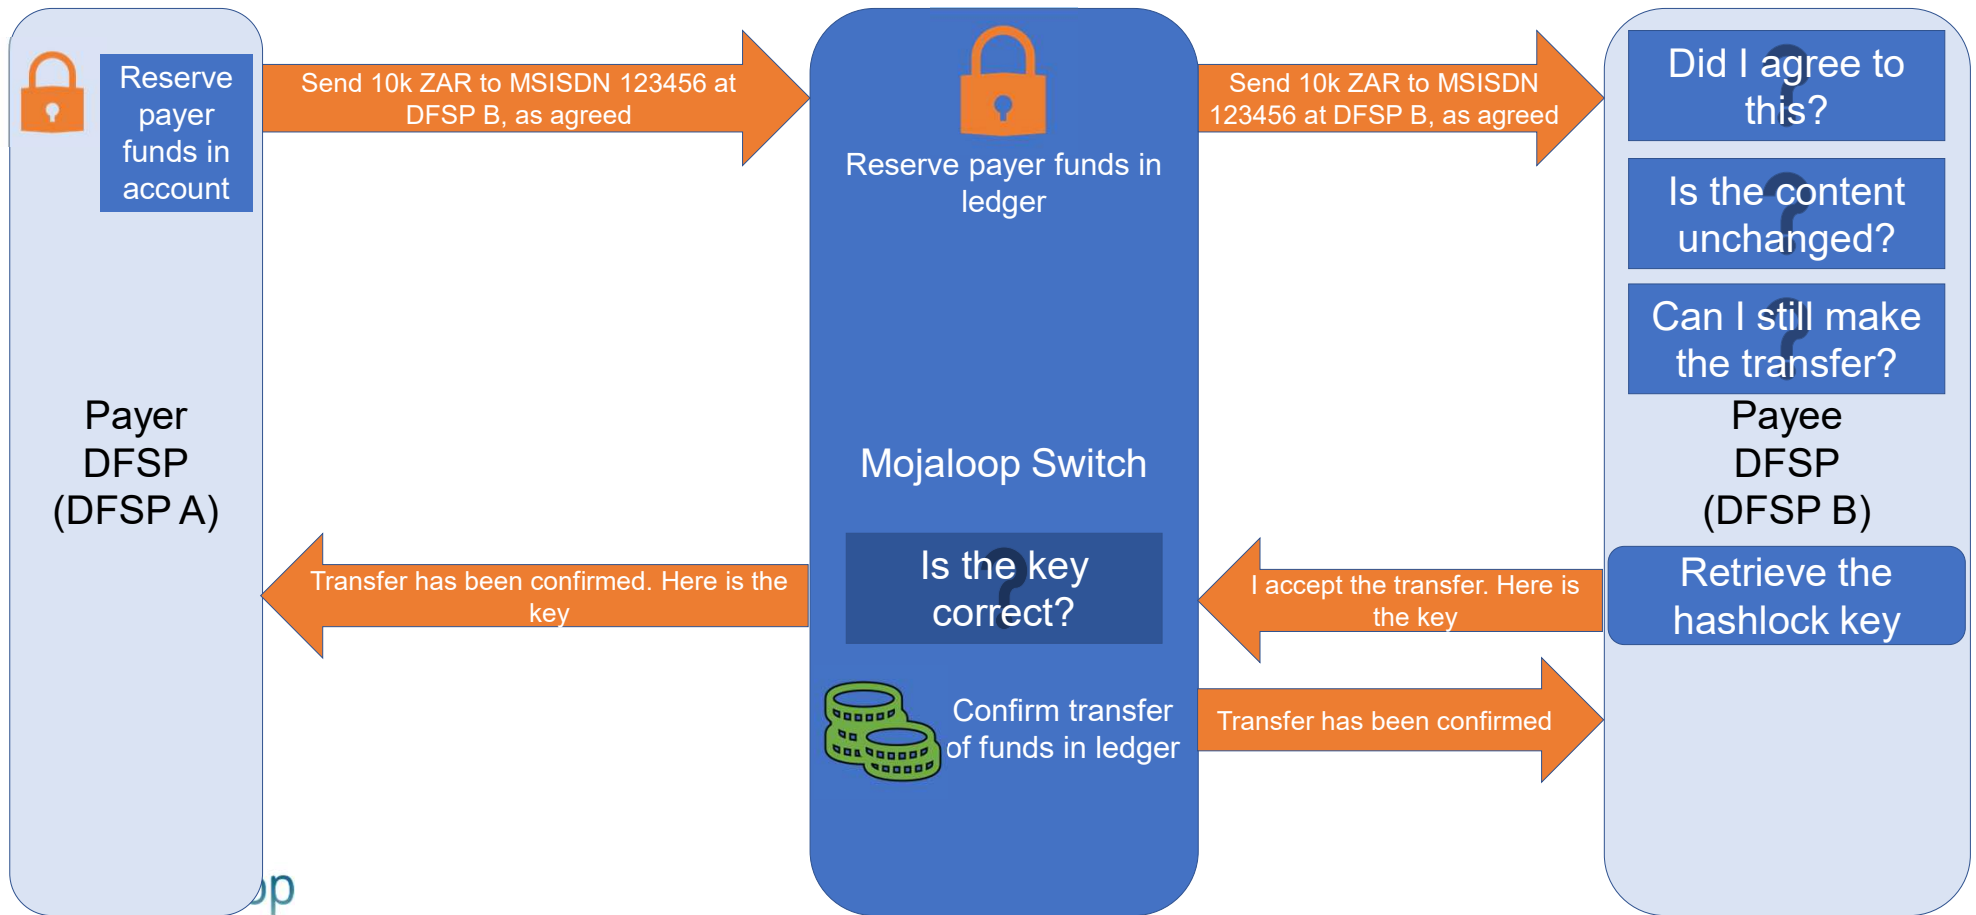 Reserve
payer
funds in
account
Send 10k ZAR to MSISDN 123456 at
DFSP B, as agreed
Reserve payer funds in
ledger
Send 10k ZAR to MSISDN
123456 at DFSP B, as agreed
Did I agree to
this?
Is the content
unchanged?
Can I still make
the transfer?
Payer
DFSP
(DFSP A)
Mojaloop Switch
Payee
DFSP
(DFSP B)
Transfer has been confirmed. Here is the
key
Is the key
correct?
I accept the transfer. Here is
the key
Retrieve the
hashlock key
Confirm transfer
of funds in ledger
Transfer has been confirmed